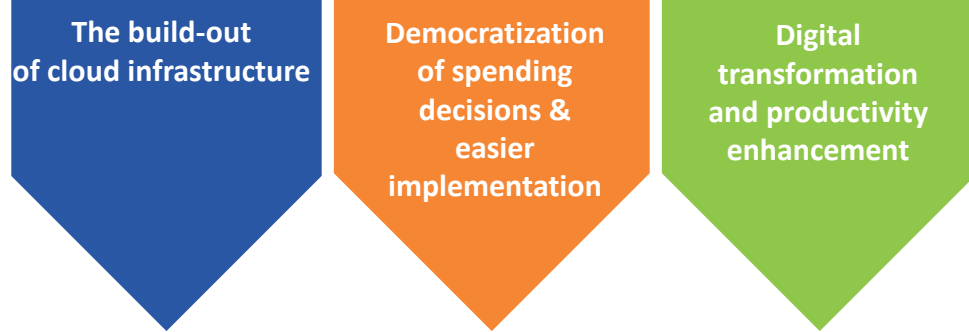 The build-out
of cloud infrastructure
Democratization
of spending
decisions &
easier
implementation
Digital
transformation
and productivity
enhancement